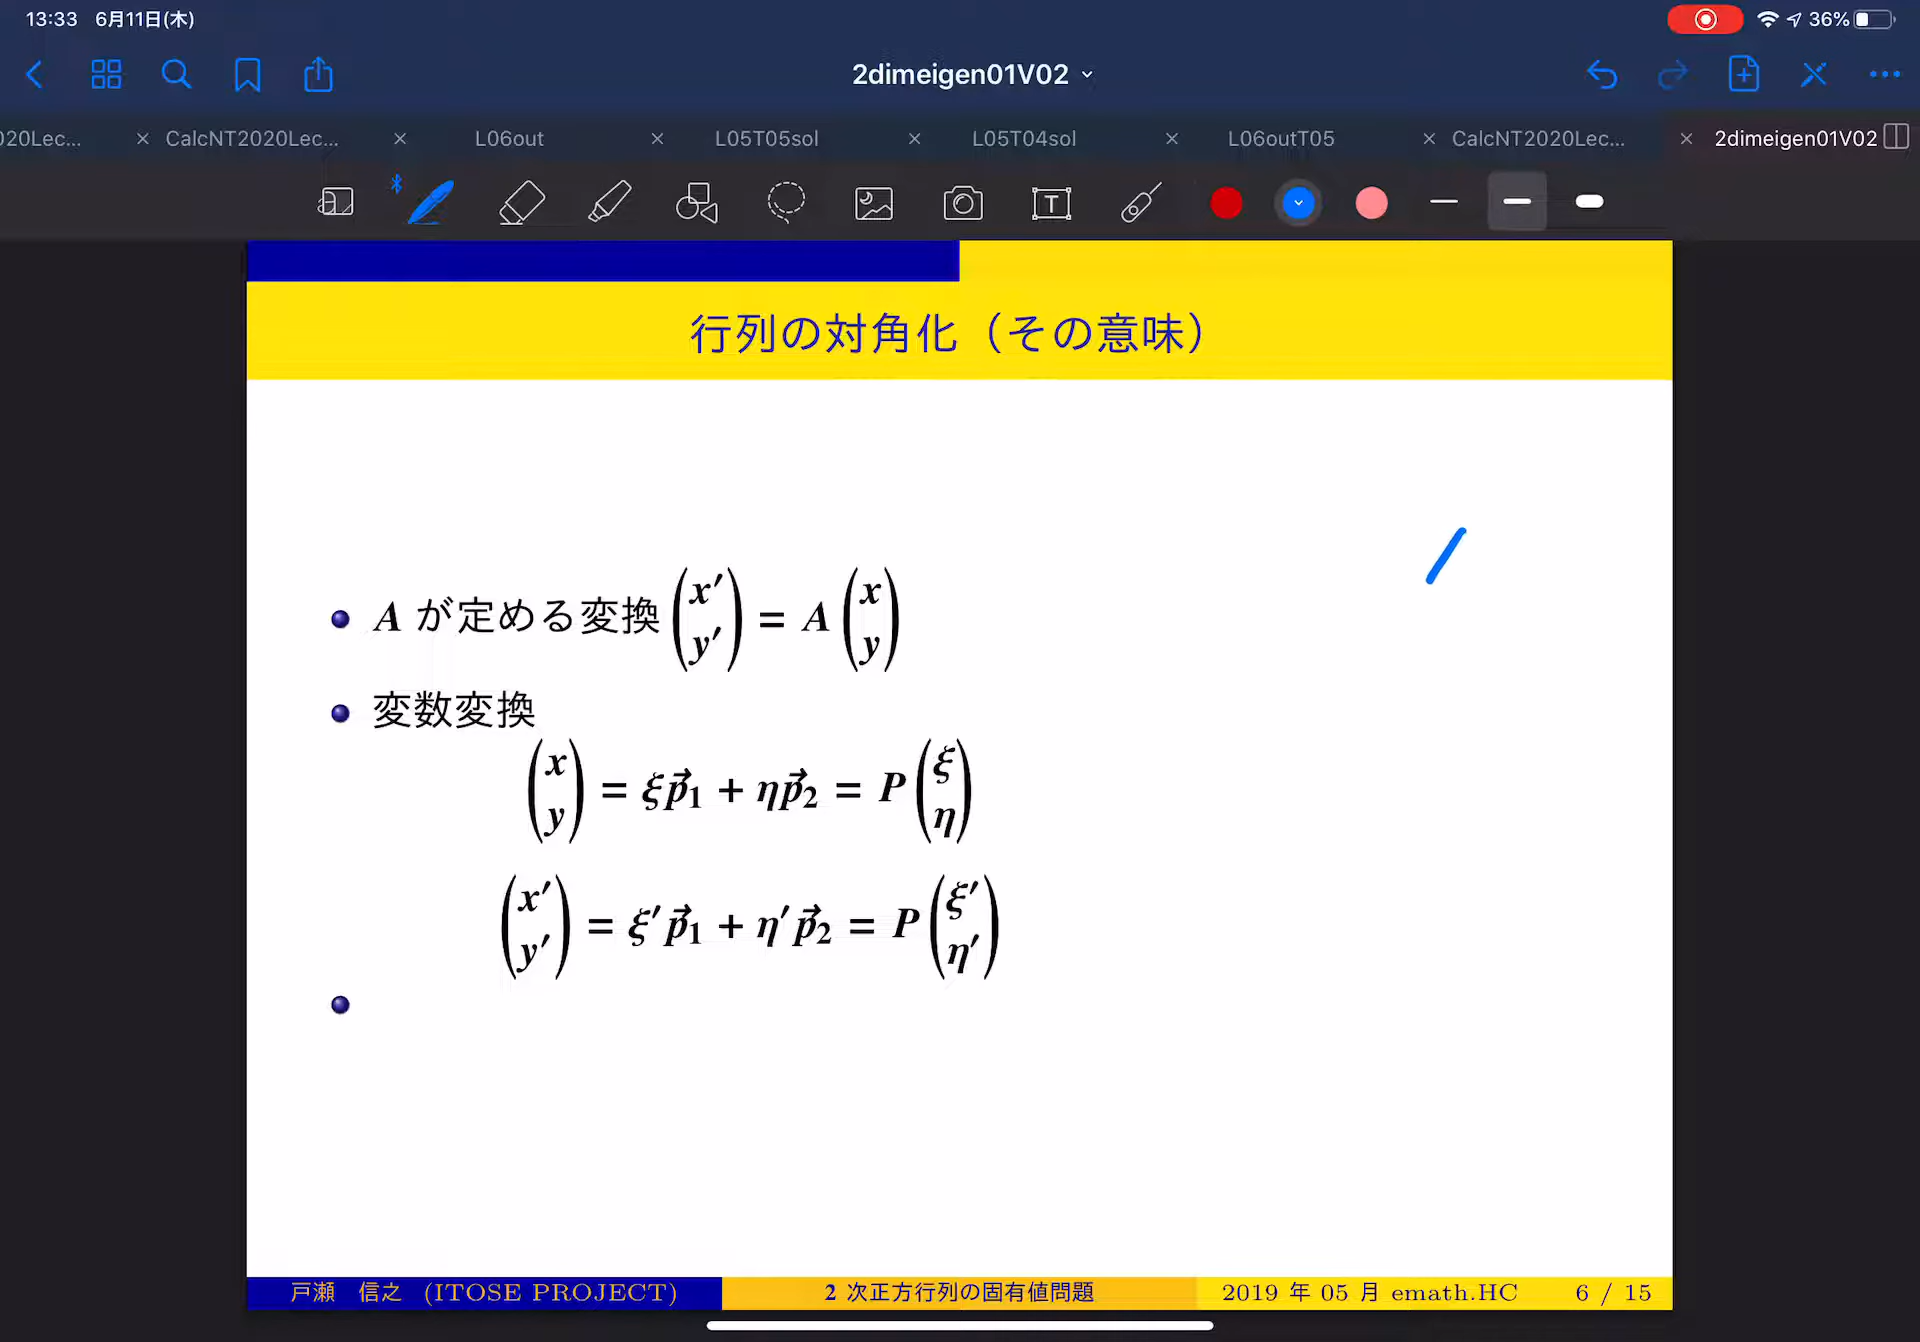 13:33 6月11日(木) 36%
2dimeigen01V02
020Lec... × CalcNT2020Lec... × L06out × L05T05sol × L05T04sol × L06outT05 × CalcNT2020Lec... × 2dimeigen01V02
行列の対角化（その意味）
A が定める変換 (x′ y′) = A (x y)
変数変換
(x y) = ξp⃗₁ + ηp⃗₂ = P (ξ η)
(x′ y′) = ξ′p⃗₁ + η′p⃗₂ = P (ξ′ η′)
戸瀬 信之 (ITOSE PROJECT) 2 次正方行列の固有値問題 2019 年 05 月 emath.HC 6 / 15